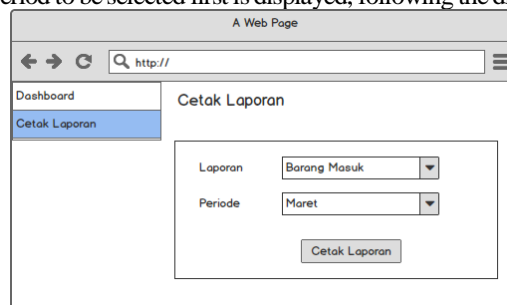 eriod to be selected first is displayed, following the d
A Web Page
http://
Dashboard
Cetak Laporan
Cetak Laporan
Laporan Barang Masuk
Periode Maret
Cetak Laporan